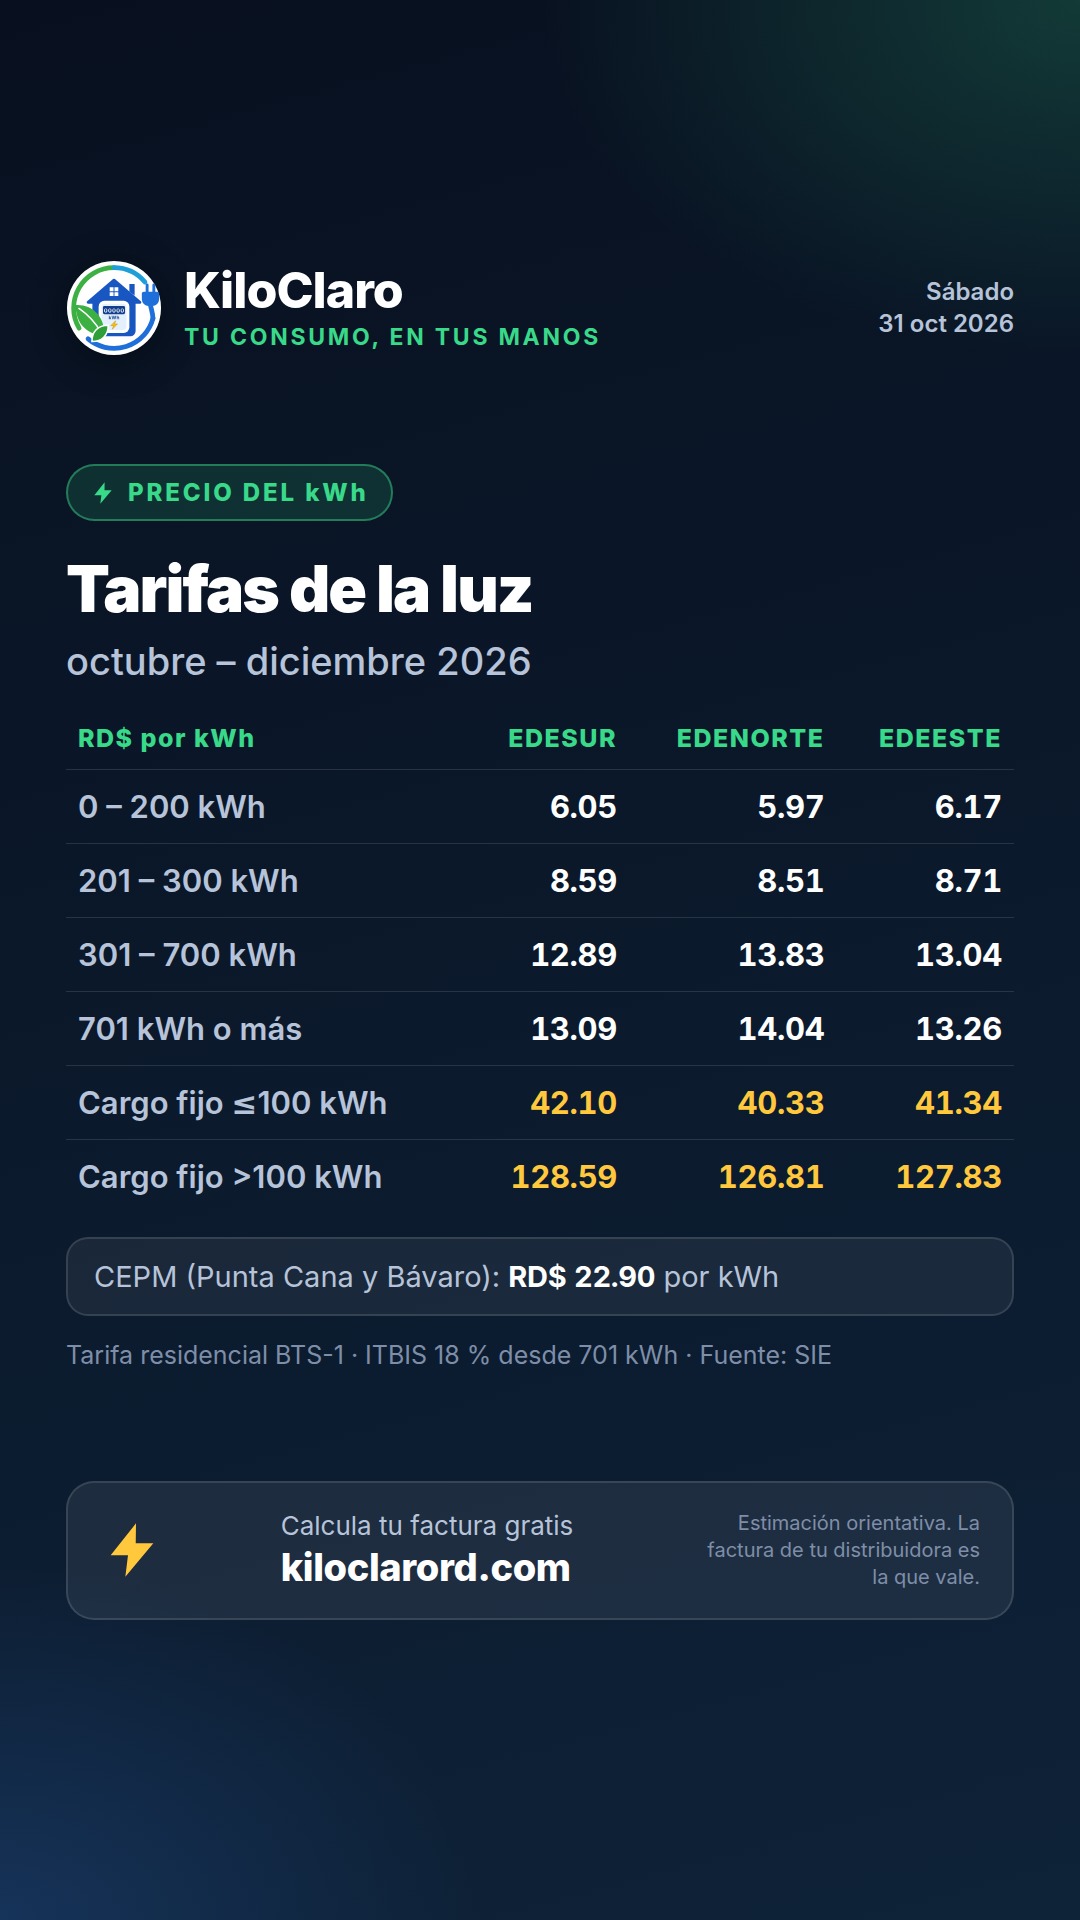 KiloClaro
TU CONSUMO, EN TUS MANOS
Sábado
31 oct 2026
PRECIO DEL kWh
Tarifas de la luz
octubre – diciembre 2026
RD$ por kWh EDESUR EDENORTE EDEESTE
0 – 200 kWh 6.05 5.97 6.17
201 – 300 kWh 8.59 8.51 8.71
301 – 700 kWh 12.89 13.83 13.04
701 kWh o más 13.09 14.04 13.26
Cargo fijo ≤100 kWh 42.10 40.33 41.34
Cargo fijo >100 kWh 128.59 126.81 127.83
CEPM (Punta Cana y Bávaro): RD$ 22.90 por kWh
Tarifa residencial BTS-1 · ITBIS 18 % desde 701 kWh · Fuente: SIE
Calcula tu factura gratis
kiloclarord.com
Estimación orientativa. La
factura de tu distribuidora es
la que vale.